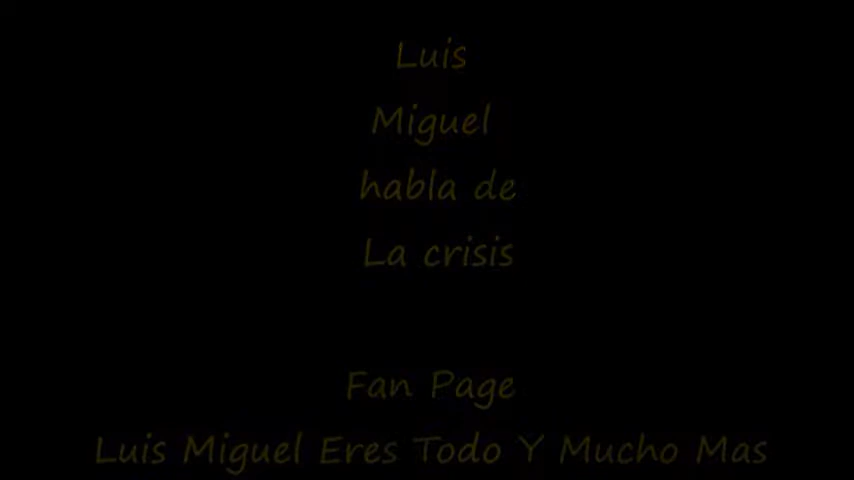 Luis
Miguel
habla de
La crisis
Fan Page
Luis Miguel Eres Todo Y Mucho Mas